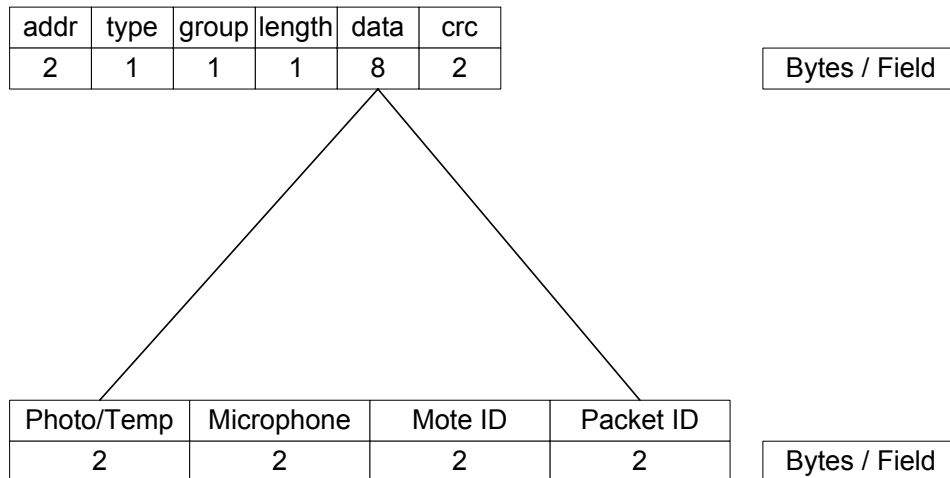 addr type group length data crc
2 1 1 1 8 2 Bytes / Field
Photo/Temp Microphone Mote ID Packet ID
2 2 2 2 Bytes / Field